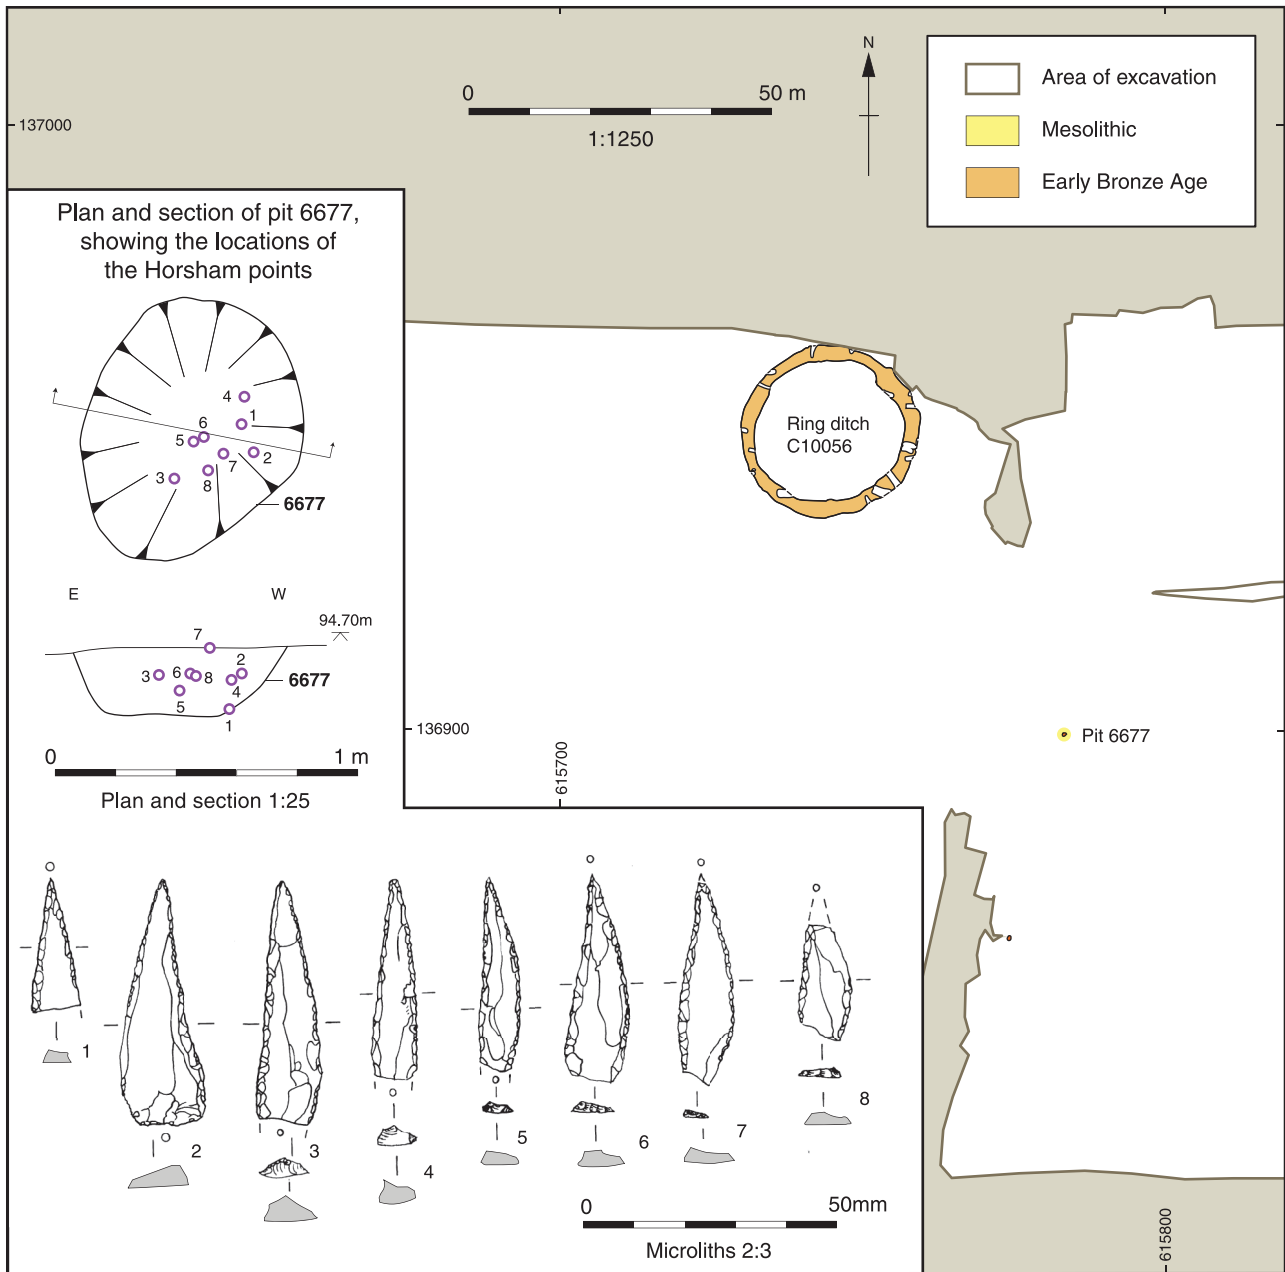 N
0 50 m
1:1250
Area of excavation
Mesolithic
Early Bronze Age
137000
Plan and section of pit 6677,
showing the locations of
the Horsham points
4
1
6
5
7
2
3
8
6677
E W
94.70m
7
3
6
8
2
4
5
1
6677
0 1 m
Plan and section 1:25
Ring ditch
C10056
136900
615700
Pit 6677
1
2
3
4
5
6
7
8
0 50mm
Microliths 2:3
615800